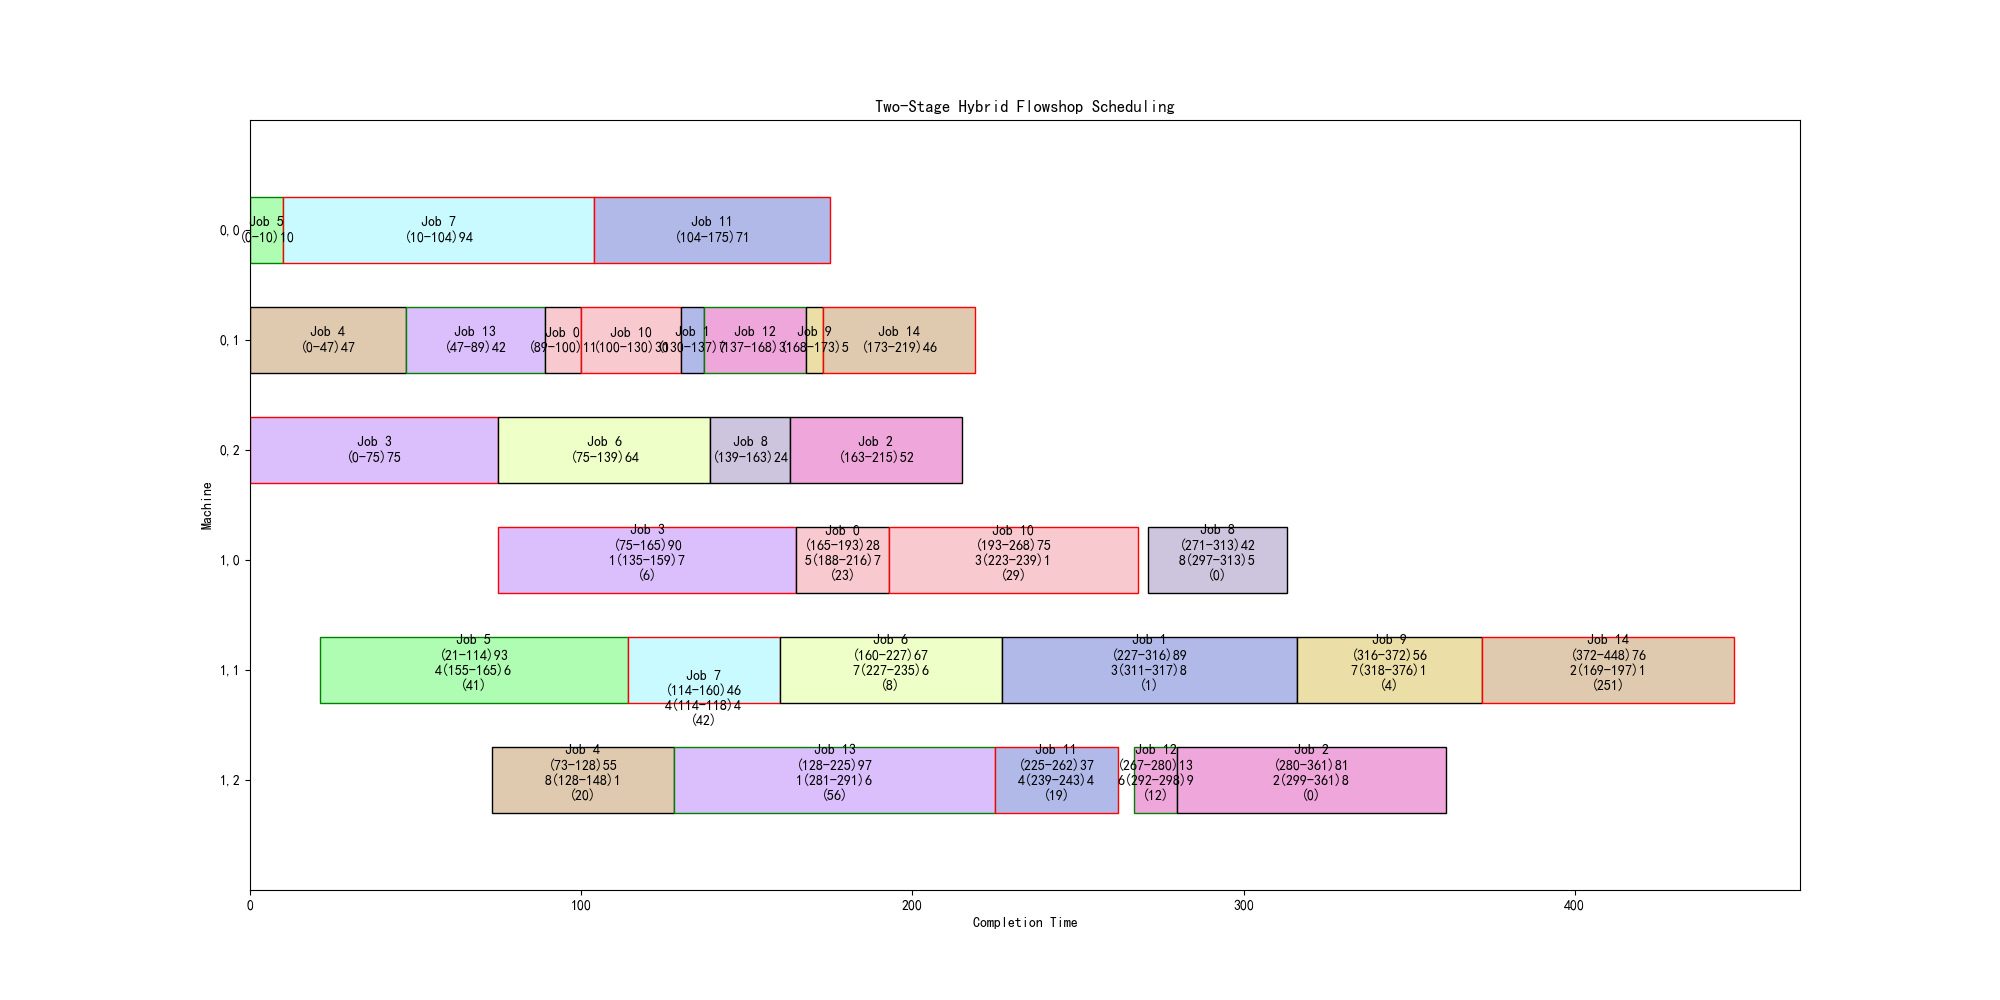 Two-Stage Hybrid Flowshop Scheduling
Machine
0,0
Job 5
(0-10)10
Job 7
(10-104)94
Job 11
(104-175)71
0,1
Job 4
(0-47)47
Job 13
(47-89)42
Job 0
(89-100)11
Job 10
(100-130)30
Job 1
(130-137)7
Job 12
(137-168)31
Job 9
(168-173)5
Job 14
(173-219)46
0,2
Job 3
(0-75)75
Job 6
(75-139)64
Job 8
(139-163)24
Job 2
(163-215)52
1,0
Job 3
(75-165)90
1(135-159)7
(6)
Job 0
(165-193)28
5(188-216)7
(23)
Job 10
(193-268)75
3(223-239)1
(29)
Job 8
(271-313)42
8(297-313)5
(0)
1,1
Job 5
(21-114)93
4(155-165)6
(41)
Job 7
(114-160)46
4(114-118)4
(42)
Job 6
(160-227)67
7(227-235)6
(8)
Job 1
(227-316)89
3(311-317)8
(1)
Job 9
(316-372)56
7(318-376)1
(4)
Job 14
(372-448)76
2(169-197)1
(251)
1,2
Job 4
(73-128)55
8(128-148)1
(20)
Job 13
(128-225)97
1(281-291)6
(56)
Job 11
(225-262)37
4(239-243)4
(19)
Job 12
(267-280)13
6(292-298)9
(12)
Job 2
(280-361)81
2(299-361)8
(0)
0
100
200
300
400
Completion Time